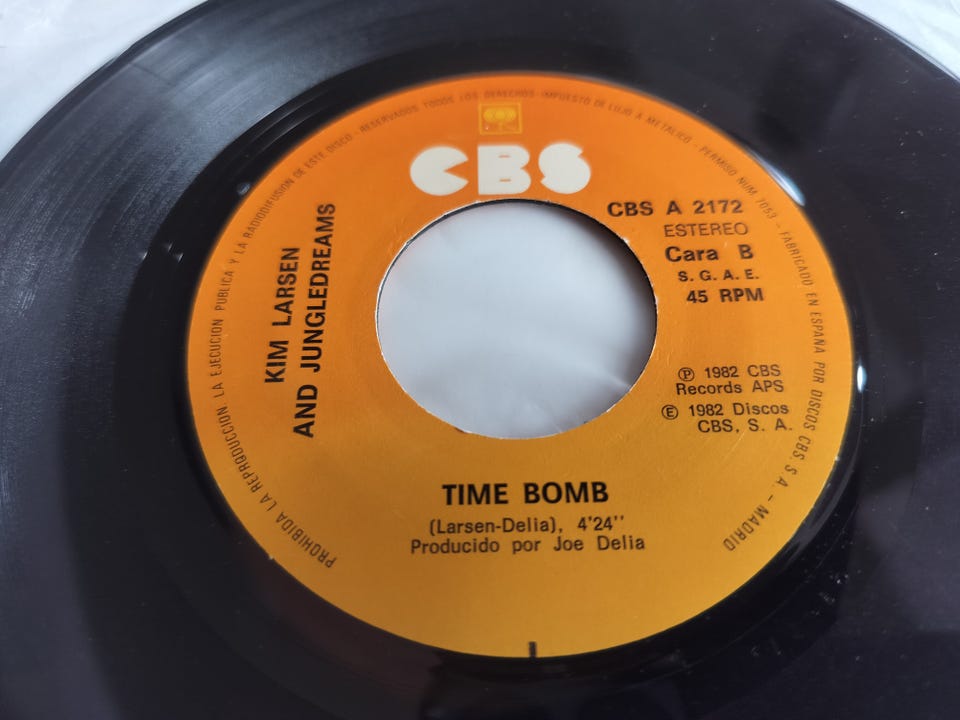 PROHIBIDA LA REPRODUCCION, LA EJECUCION PUBLICA Y LA RADIODIFUSION DE ESTE DISCO - RESERVADOS TODOS LOS DERECHOS - IMPUESTO DE LUJO A METALICO - PERMISO NUM 7053 - FABRICADO EN ESPAÑA POR DISCOS CBS, S. A. - MADRID
CBS
KIM LARSEN
AND JUNGLEDREAMS
CBS A 2172
ESTEREO
Cara B
S. G. A. E.
45 RPM
Ⓟ 1982 CBS
Records APS
Ⓔ 1982 Discos
CBS, S. A.
TIME BOMB
(Larsen-Delia), 4'24''
Producido por Joe Delia